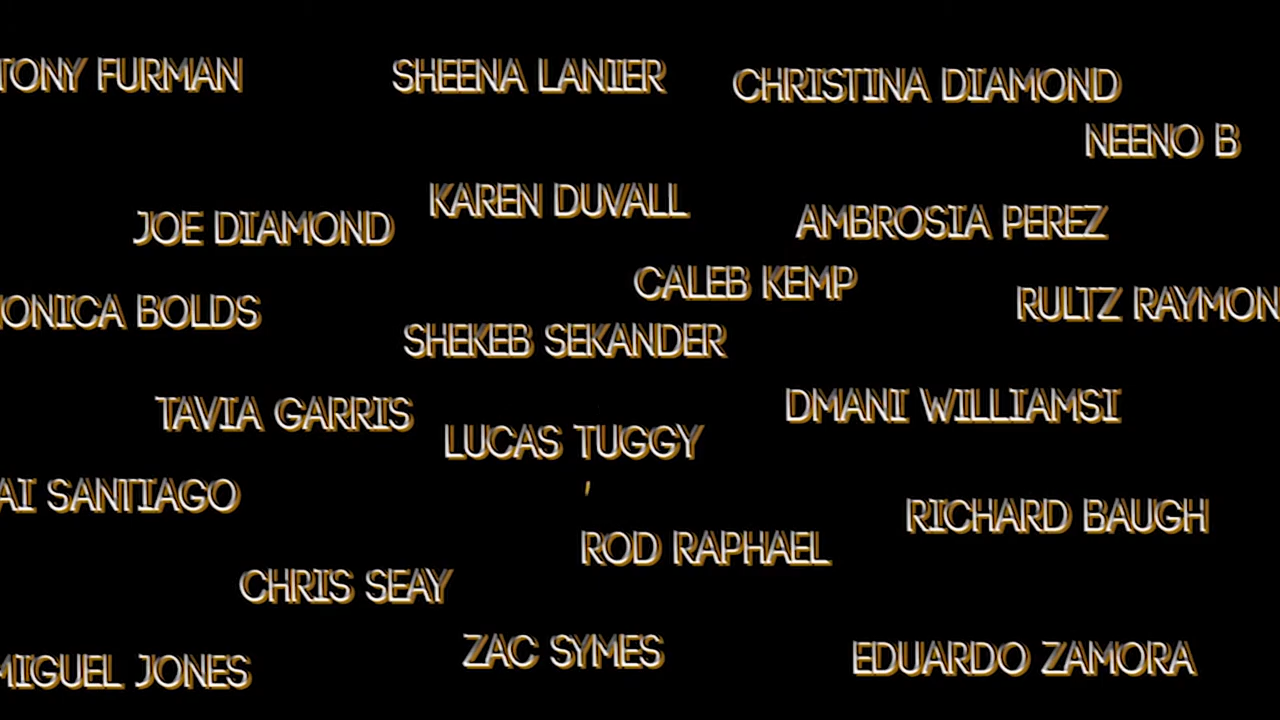 TONY FURMAN
SHEENA LANIER
CHRISTINA DIAMOND
NEENO B
KAREN DUVALL
JOE DIAMOND
AMBROSIA PEREZ
CALEB KEMP
ONICA BOLDS
RULTZ RAYMON
SHEKEB SEKANDER
TAVIA GARRIS
DMANI WILLIAMSI
LUCAS TUGGY
AI SANTIAGO
'
RICHARD BAUGH
ROD RAPHAEL
CHRIS SEAY
ZAC SYMES
MIGUEL JONES
EDUARDO ZAMORA